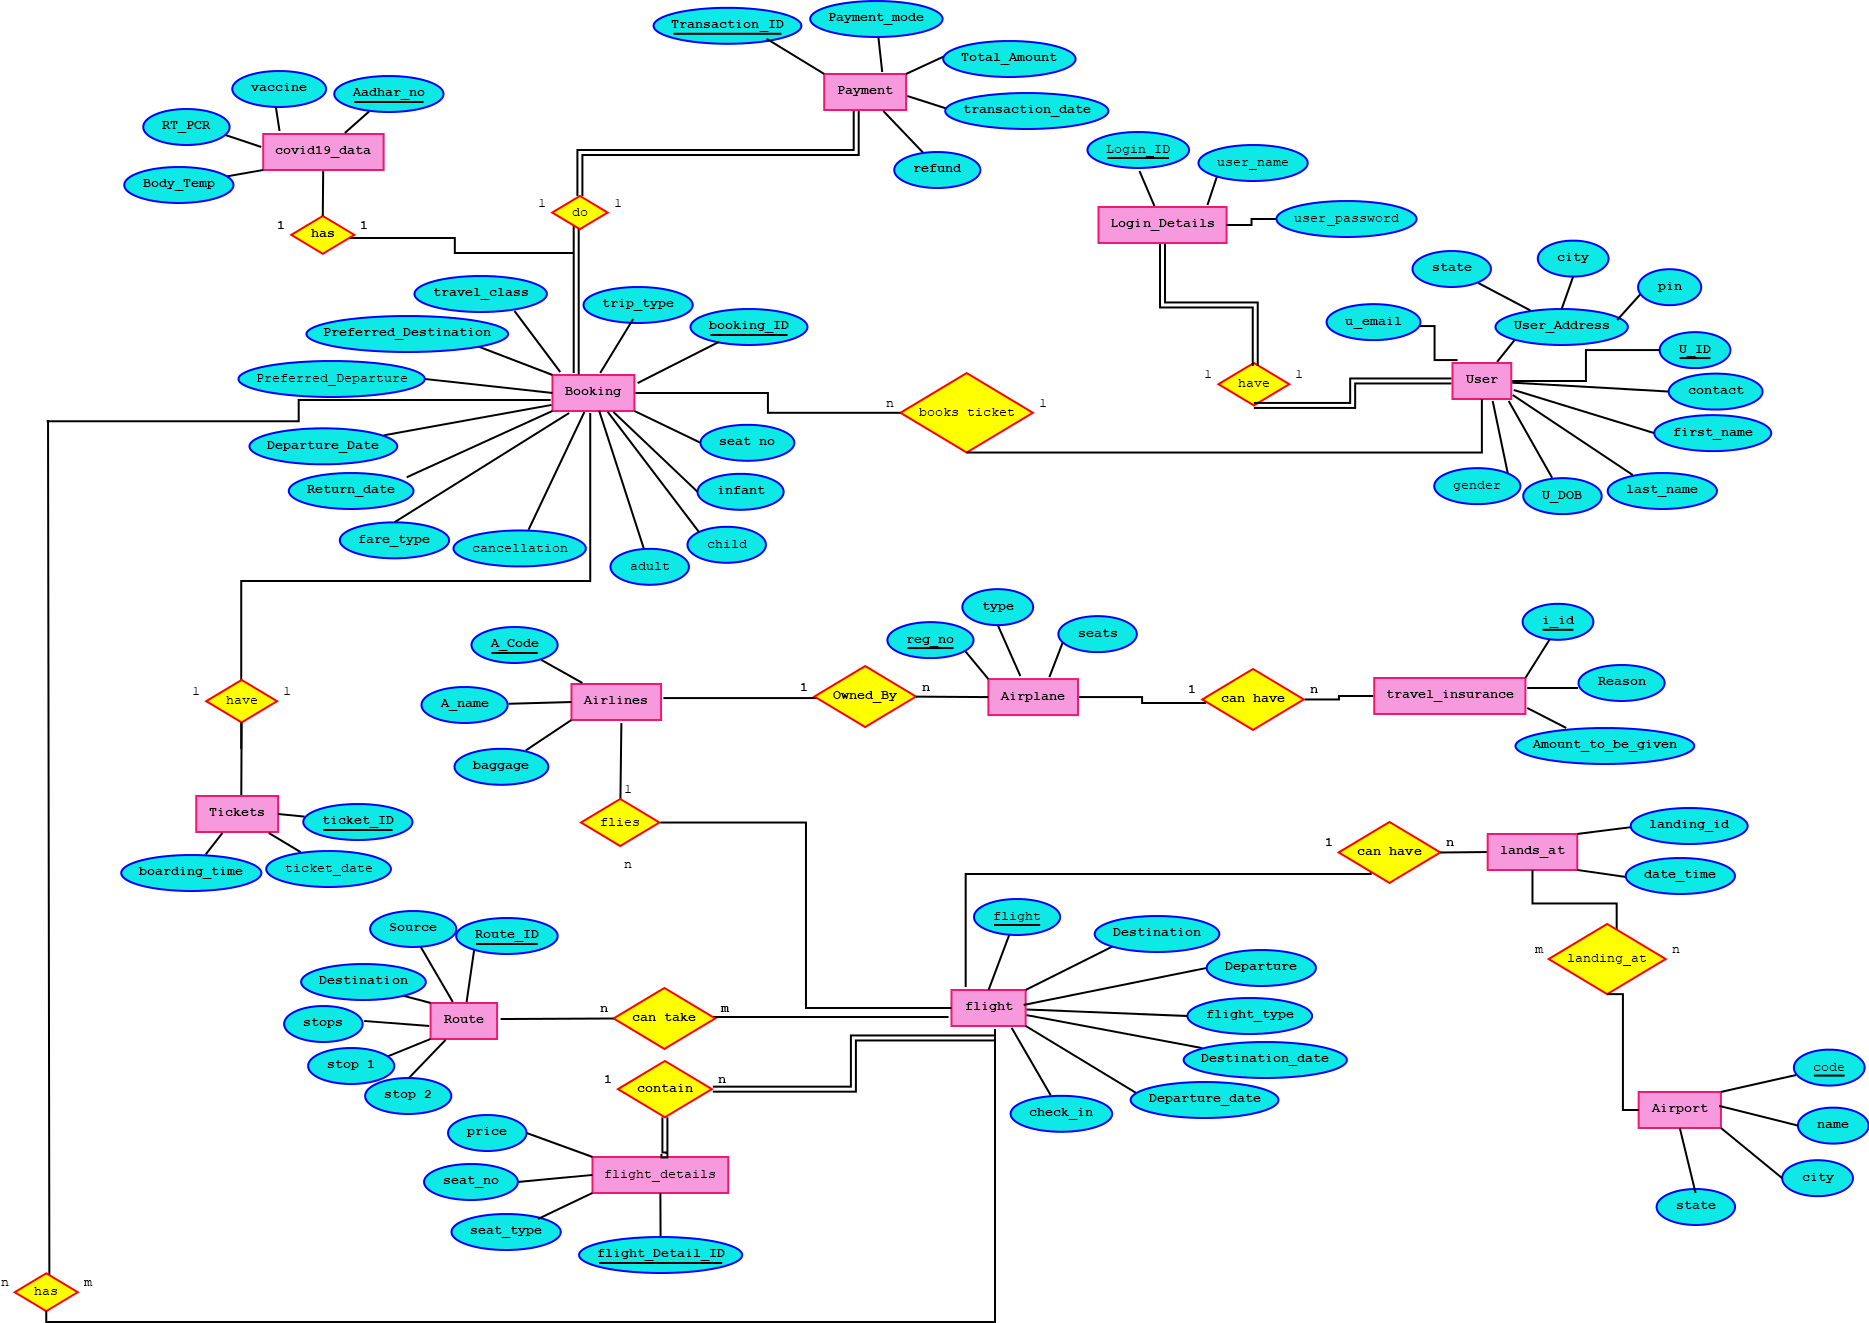 Transaction_ID
Payment_mode
Total_Amount
transaction_date
refund
Payment
vaccine
Aadhar_no
RT_PCR
Body_Temp
covid19_data
1
has
1
1
do
1
Login_ID
user_name
user_password
Login_Details
state
city
pin
User_Address
u_email
U_ID
contact
first_name
last_name
U_DOB
gender
User
1
have
1
travel_class
trip_type
booking_ID
Preferred_Destination
Preferred_Departure
Departure_Date
Return_date
fare_type
cancellation
adult
child
infant
seat no
Booking
n
books ticket
1
1
have
1
Tickets
ticket_ID
boarding_time
ticket_date
A_Code
A_name
baggage
Airlines
1
Owned_By
n
reg_no
type
seats
Airplane
1
can have
n
travel_insurance
i_id
Reason
Amount_to_be_given
1
flies
n
1
can have
n
lands_at
landing_id
date_time
m
landing_at
n
Source
Route_ID
Destination
stops
stop 1
stop 2
Route
n
can take
m
flight
flight
Destination
Departure
flight_type
Destination_date
Departure_date
check_in
1
contain
n
price
seat_no
seat_type
flight_details
flight_Detail_ID
Airport
code
name
city
state
n
has
m